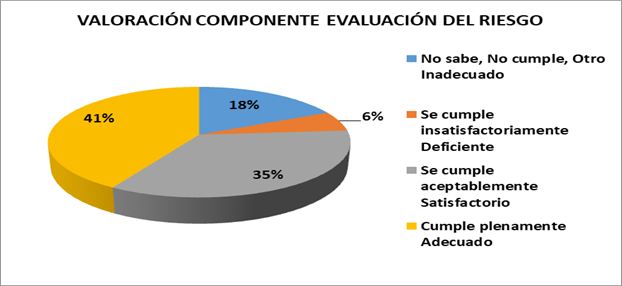 VALORACIÓN COMPONENTE EVALUACIÓN DEL RIESGO
18%
6%
35%
41%
No sabe, No cumple, Otro
Inadecuado
Se cumple
insatisfactoriamente
Deficiente
Se cumple
aceptablemente
Satisfactorio
Cumple plenamente
Adecuado